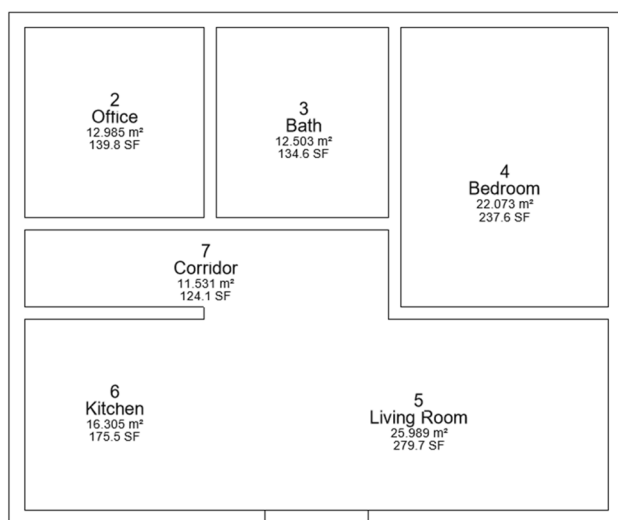 2
Office
12.985 m²
139.8 SF
3
Bath
12.503 m²
134.6 SF
4
Bedroom
22.073 m²
237.6 SF
7
Corridor
11.531 m²
124.1 SF
6
Kitchen
16.305 m²
175.5 SF
5
Living Room
25.989 m²
279.7 SF